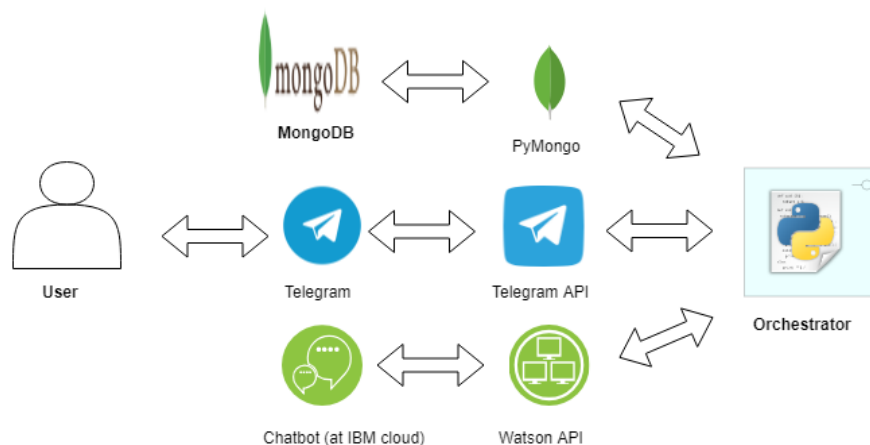 mongoDB
MongoDB
PyMongo
User
Telegram
Telegram API
Orchestrator
Chatbot (at IBM cloud)
Watson API